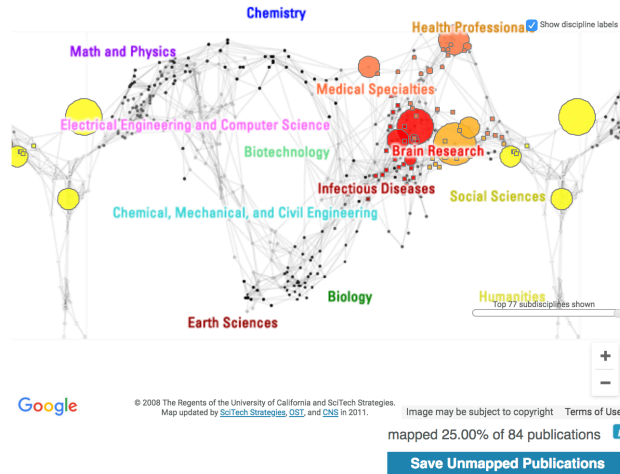 Chemistry
Health Professional
Show discipline labels
Math and Physics
Medical Specialties
Electrical Engineering and Computer Science
Biotechnology
Brain Research
Infectious Diseases
Social Sciences
Chemical, Mechanical, and Civil Engineering
Biology
Humanities
Top 77 subdisciplines shown
Earth Sciences
+
−
Google
© 2008 The Regents of the University of California and SciTech Strategies.
Map updated by SciTech Strategies, OST, and CNS in 2011.
Image may be subject to copyright
Terms of Use
mapped 25.00% of 84 publications
Save Unmapped Publications